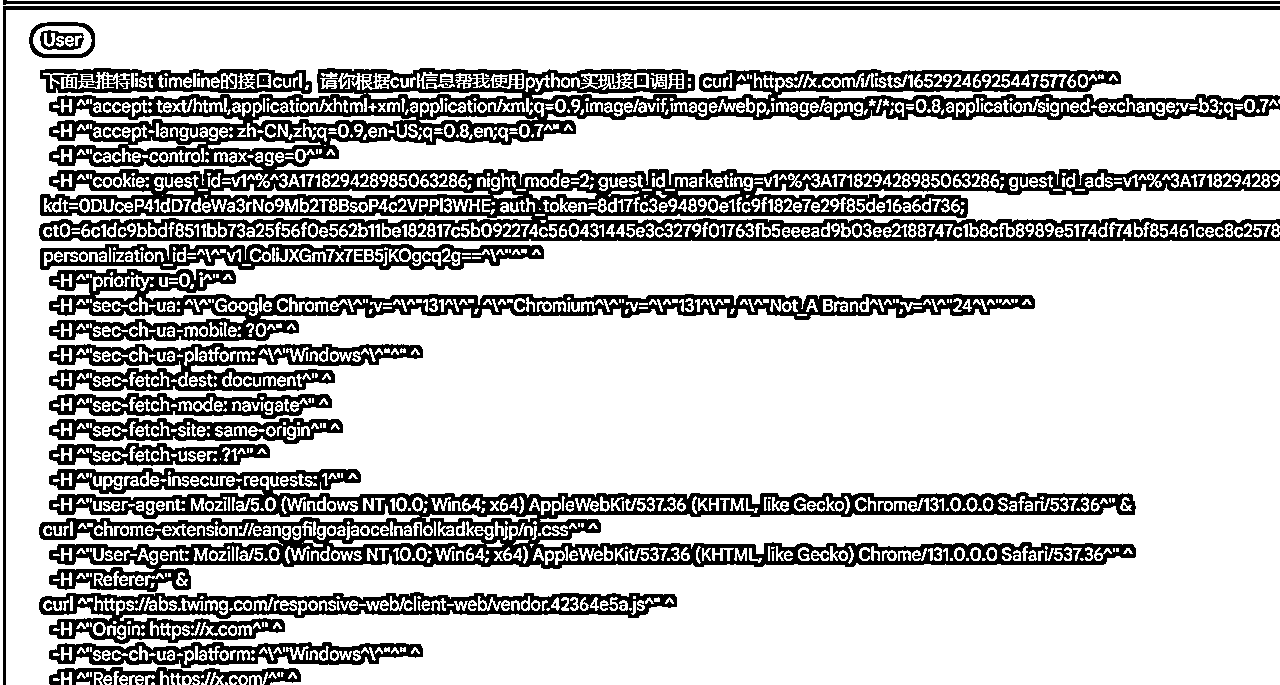 User
下面是推特list timeline的接口curl，请你根据curl信息帮我使用python实现接口调用：curl ^"https://x.com/i/lists/1652924692544757760^" ^
-H ^"accept: text/html,application/xhtml+xml,application/xml;q=0.9,image/avif,image/webp,image/apng,*/*;q=0.8,application/signed-exchange;v=b3;q=0.7^"
-H ^"accept-language: zh-CN,zh;q=0.9,en-US;q=0.8,en;q=0.7^" ^
-H ^"cache-control: max-age=0^" ^
-H ^"cookie: guest_id=v1^%^3A171829428985063286; night_mode=2; guest_id_marketing=v1^%^3A171829428985063286; guest_id_ads=v1^%^3A1718294289
kdt=0DUceP41dD7deWa3rNo9Mb2T8BsoP4c2VPPl3WHE; auth_token=8d17fc3e94890e1fc9f182e7e29f85de16a6d736;
ct0=6c1dc9bbdf8511bb73a25f56f0e562b11be182817c5b092274c560431445e3c3279f01763fb5eeead9b03ee2188747c1b8cfb8989e5174df74bf85461cec8c2578
personalization_id=^\^"v1_ColiJXGm7x7EB5jKOgcq2g==^\^"^" ^
-H ^"priority: u=0, i^" ^
-H ^"sec-ch-ua: ^\^"Google Chrome^\^";v=^\^"131^\^", ^\^"Chromium^\^";v=^\^"131^\^", ^\^"Not_A Brand^\^";v=^\^"24^\^"^" ^
-H ^"sec-ch-ua-mobile: ?0^" ^
-H ^"sec-ch-ua-platform: ^\^"Windows^\^"^" ^
-H ^"sec-fetch-dest: document^" ^
-H ^"sec-fetch-mode: navigate^" ^
-H ^"sec-fetch-site: same-origin^" ^
-H ^"sec-fetch-user: ?1^" ^
-H ^"upgrade-insecure-requests: 1^" ^
-H ^"user-agent: Mozilla/5.0 (Windows NT 10.0; Win64; x64) AppleWebKit/537.36 (KHTML, like Gecko) Chrome/131.0.0.0 Safari/537.36^" &
curl ^"chrome-extension://eanggfilgoajaocelnaflolkadkeghjp/nj.css^" ^
-H ^"User-Agent: Mozilla/5.0 (Windows NT 10.0; Win64; x64) AppleWebKit/537.36 (KHTML, like Gecko) Chrome/131.0.0.0 Safari/537.36^" ^
-H ^"Referer;^" &
curl ^"https://abs.twimg.com/responsive-web/client-web/vendor.42364e5a.js^" ^
-H ^"Origin: https://x.com^" ^
-H ^"sec-ch-ua-platform: ^\^"Windows^\^"^" ^
-H ^"Referer: https://x.com/^" ^